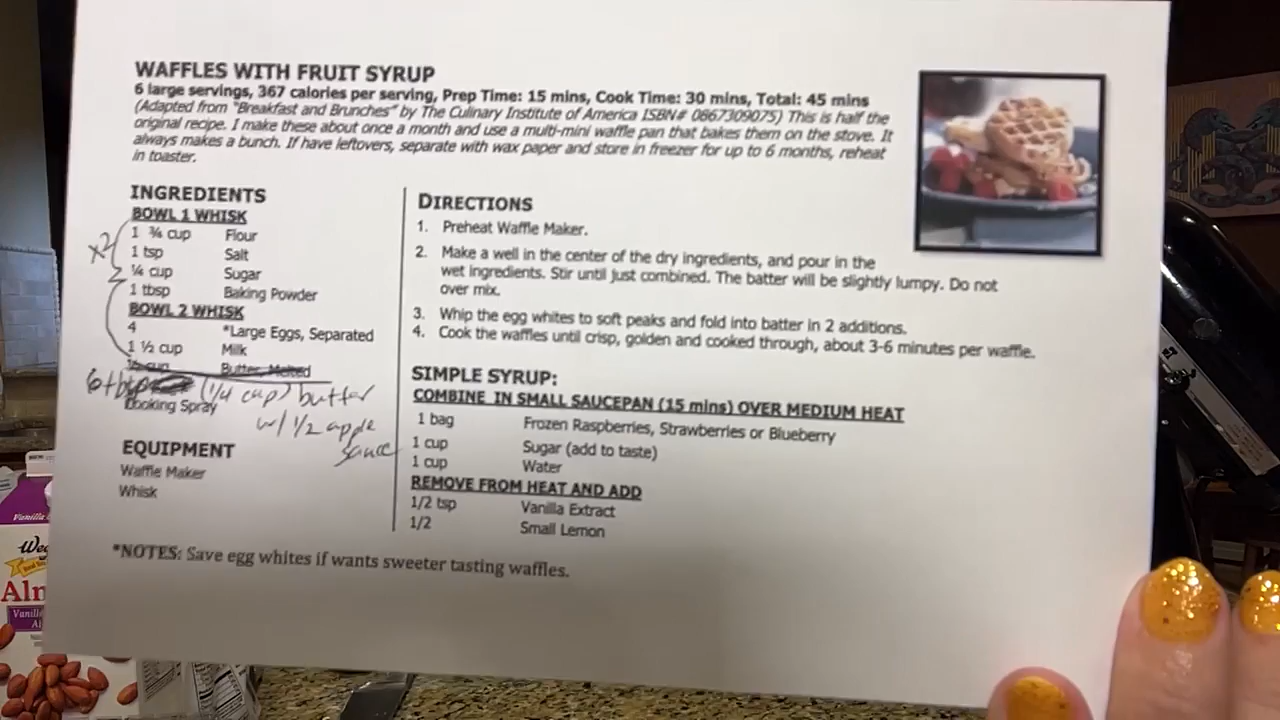 WAFFLES WITH FRUIT SYRUP
6 large servings, 367 calories per serving, Prep Time: 15 mins, Cook Time: 30 mins, Total: 45 mins
(Adapted from "Breakfast and Brunches" by The Culinary Institute of America ISBN# 0867309075) This is half the
original recipe. I make these about once a month and use a multi-mini waffle pan that bakes them on the stove. It
always makes a bunch. If have leftovers, separate with wax paper and store in freezer for up to 6 months, reheat
in toaster.
INGREDIENTS
BOWL 1 WHISK
x2
1 ¾ cup Flour
1 tsp Salt
¼ cup Sugar
1 tbsp Baking Powder
BOWL 2 WHISK
4 *Large Eggs, Separated
1 ½ cup Milk
½ cup Butter, Melted
6 tbsp (1/4 cup) butter
w/ 1/2 apple
sauce
Cooking Spray
EQUIPMENT
Waffle Maker
Whisk
DIRECTIONS
1. Preheat Waffle Maker.
2. Make a well in the center of the dry ingredients, and pour in the
wet ingredients. Stir until just combined. The batter will be slightly lumpy. Do not
over mix.
3. Whip the egg whites to soft peaks and fold into batter in 2 additions.
4. Cook the waffles until crisp, golden and cooked through, about 3-6 minutes per waffle.
SIMPLE SYRUP:
COMBINE IN SMALL SAUCEPAN (15 mins) OVER MEDIUM HEAT
1 bag Frozen Raspberries, Strawberries or Blueberry
1 cup Sugar (add to taste)
1 cup Water
REMOVE FROM HEAT AND ADD
1/2 tsp Vanilla Extract
1/2 Small Lemon
*NOTES: Save egg whites if wants sweeter tasting waffles.
Vanilla
We
Alm
Vanill